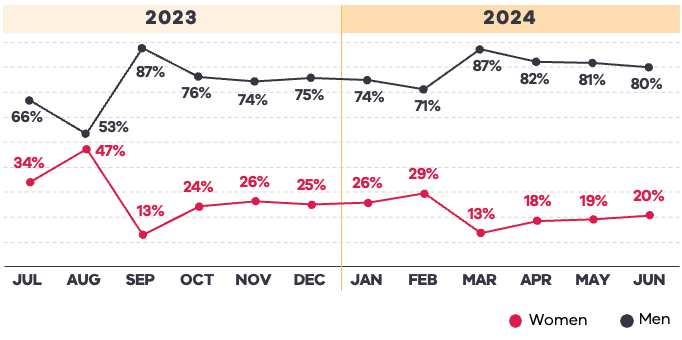 2023 2024
87% 87%
76% 74% 75% 74% 71% 82% 81% 80%
66% 53%
34% 47%
13% 24% 26% 25% 26% 29% 13% 18% 19% 20%
JUL AUG SEP OCT NOV DEC JAN FEB MAR APR MAY JUN
Women Men